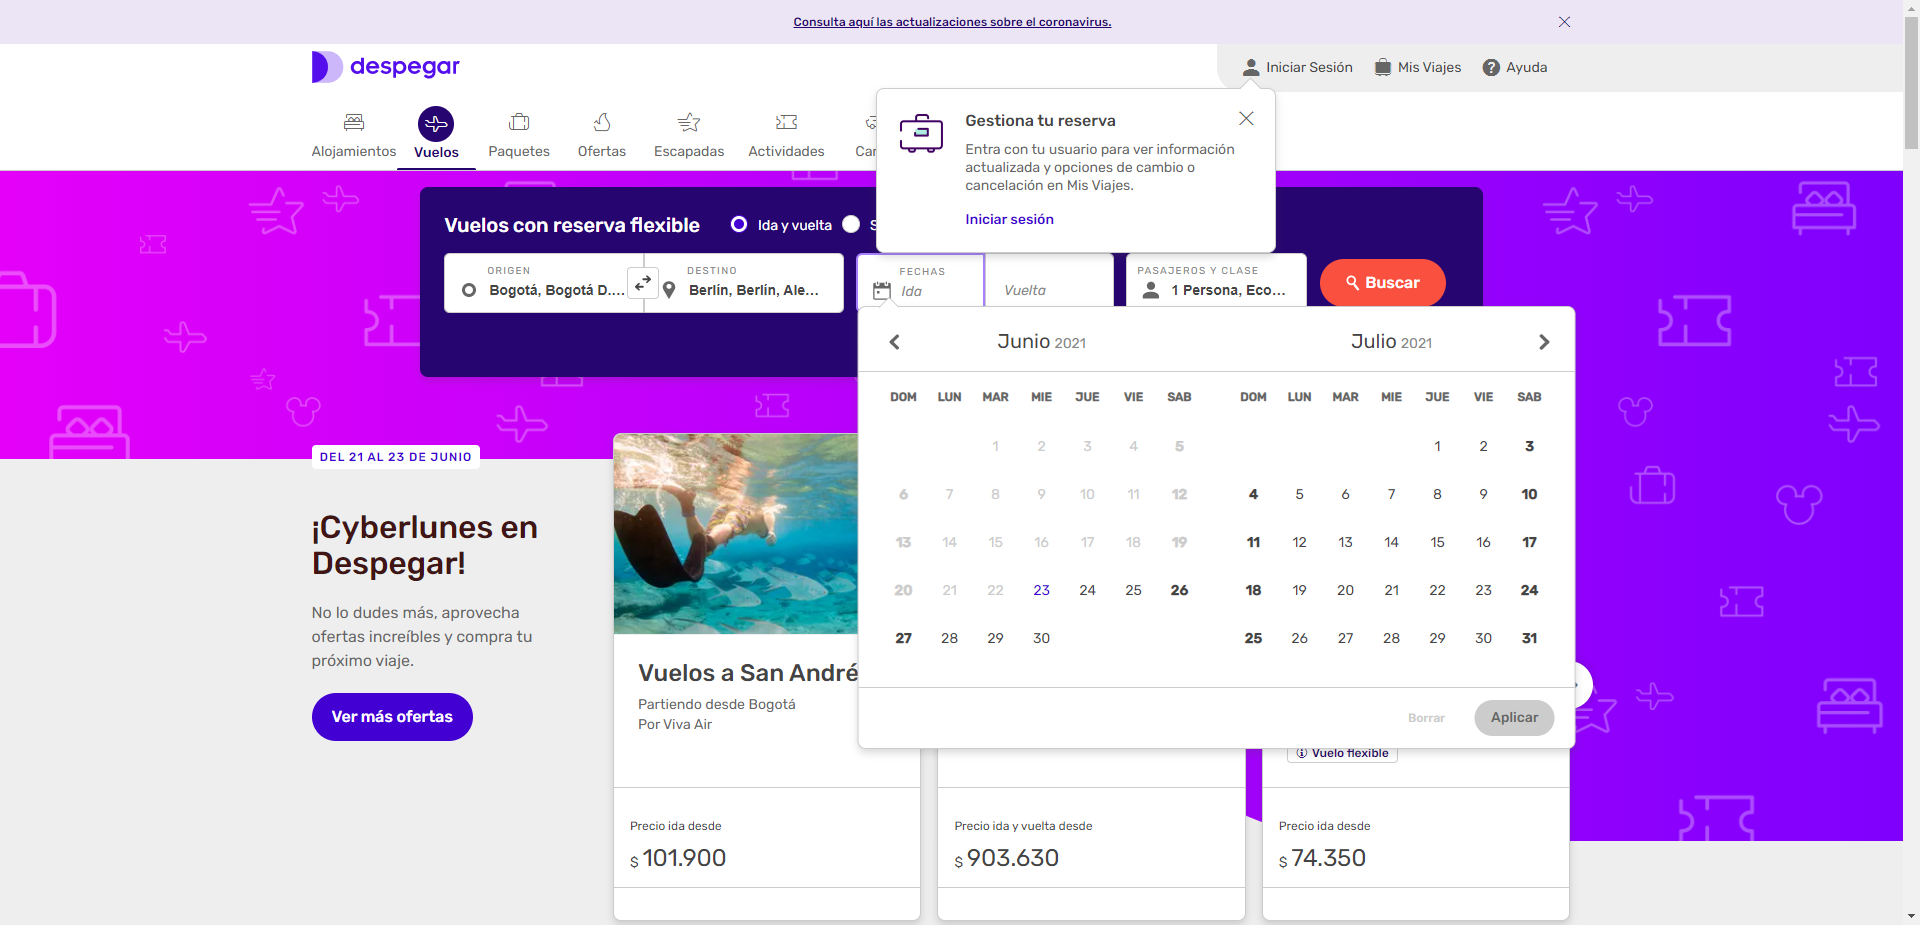 Consulta aquí las actualizaciones sobre el coronavirus.
despegar
Iniciar Sesión
Mis Viajes
Ayuda
Alojamientos
Vuelos
Paquetes
Ofertas
Escapadas
Actividades
Gestiona tu reserva
Entra con tu usuario para ver información
actualizada y opciones de cambio o
cancelación en Mis Viajes.
Iniciar sesión
Vuelos con reserva flexible
Ida y vuelta
ORIGEN
Bogotá, Bogotá D....
DESTINO
Berlín, Berlín, Ale...
FECHAS
Ida
Vuelta
PASAJEROS Y CLASE
1 Persona, Eco...
Buscar
Junio 2021
DOM LUN MAR MIE JUE VIE SAB
1 2 3 4 5
6 7 8 9 10 11 12
13 14 15 16 17 18 19
20 21 22 23 24 25 26
27 28 29 30
Julio 2021
DOM LUN MAR MIE JUE VIE SAB
1 2 3
4 5 6 7 8 9 10
11 12 13 14 15 16 17
18 19 20 21 22 23 24
25 26 27 28 29 30 31
Borrar
Aplicar
DEL 21 AL 23 DE JUNIO
¡Cyberlunes en
Despegar!
No lo dudes más, aprovecha
ofertas increíbles y compra tu
próximo viaje.
Ver más ofertas
Vuelos a San André
Partiendo desde Bogotá
Por Viva Air
Precio ida desde
$ 101.900
Precio ida y vuelta desde
$ 903.630
Vuelo flexible
Precio ida desde
$ 74.350